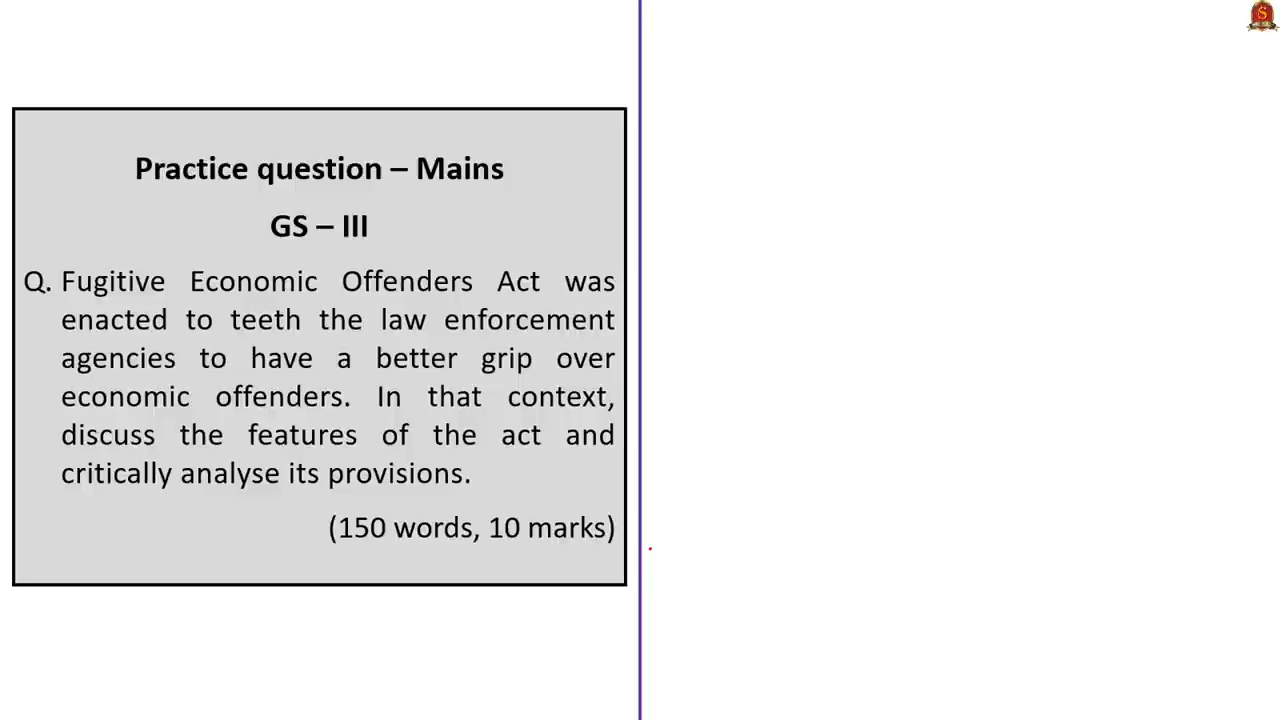 Practice question – Mains
GS – III
Q. Fugitive Economic Offenders Act was
enacted to teeth the law enforcement
agencies to have a better grip over
economic offenders. In that context,
discuss the features of the act and
critically analyse its provisions.
(150 words, 10 marks)
S